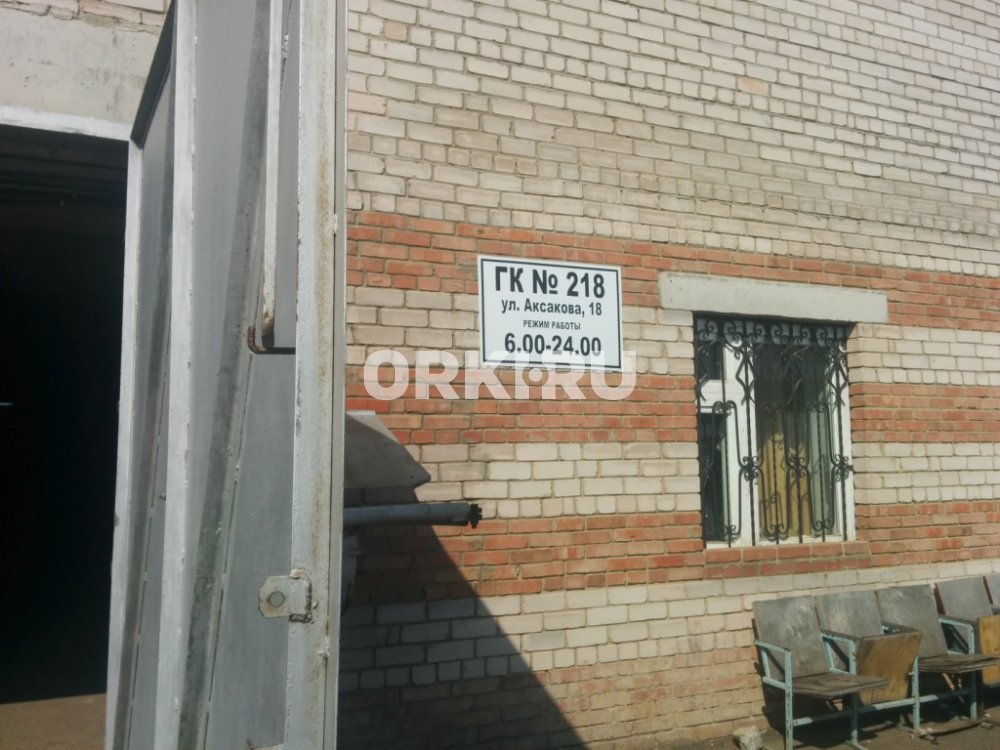 ГК № 218
ул. Аксакова, 18
РЕЖИМ РАБОТЫ
6.00-24.00
ORKI.RU